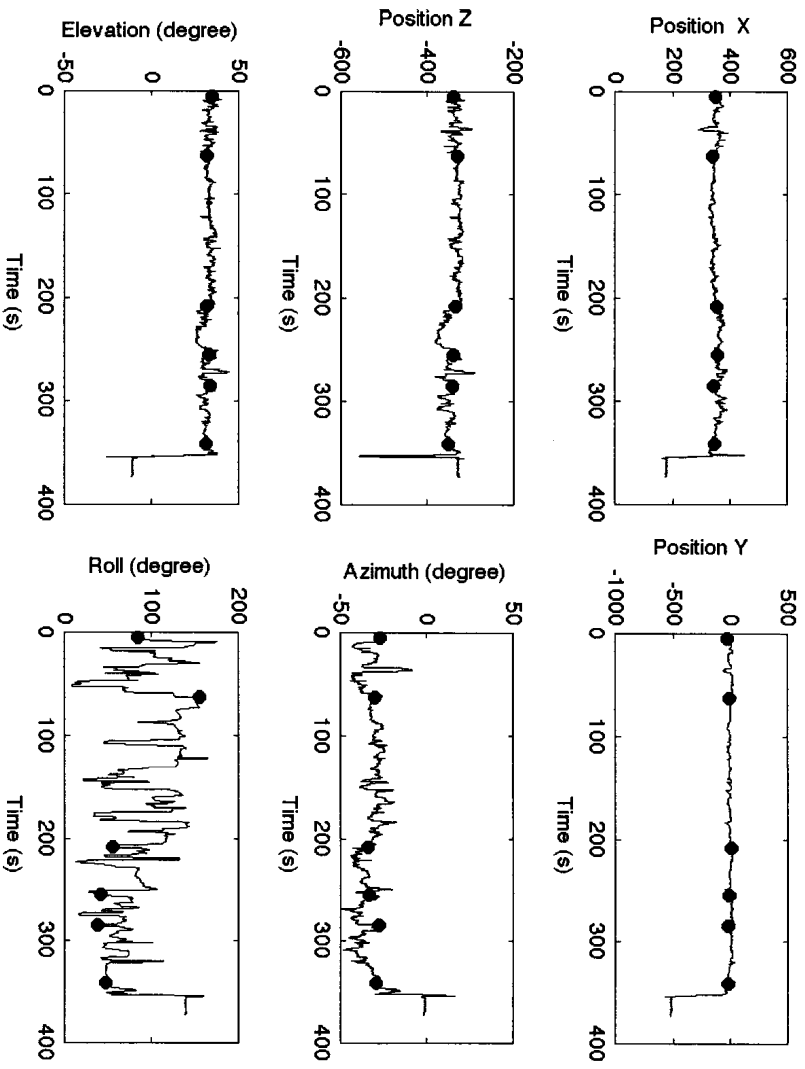 Position X
600
400
200
0
0 100 200 300 400
Time (s)
Position Y
500
0
-500
-1000
0 100 200 300 400
Time (s)
Position Z
-200
-400
-600
0 100 200 300 400
Time (s)
Azimuth (degree)
50
0
-50
0 100 200 300 400
Time (s)
Elevation (degree)
50
0
-50
0 100 200 300 400
Time (s)
Roll (degree)
200
100
0
0 100 200 300 400
Time (s)